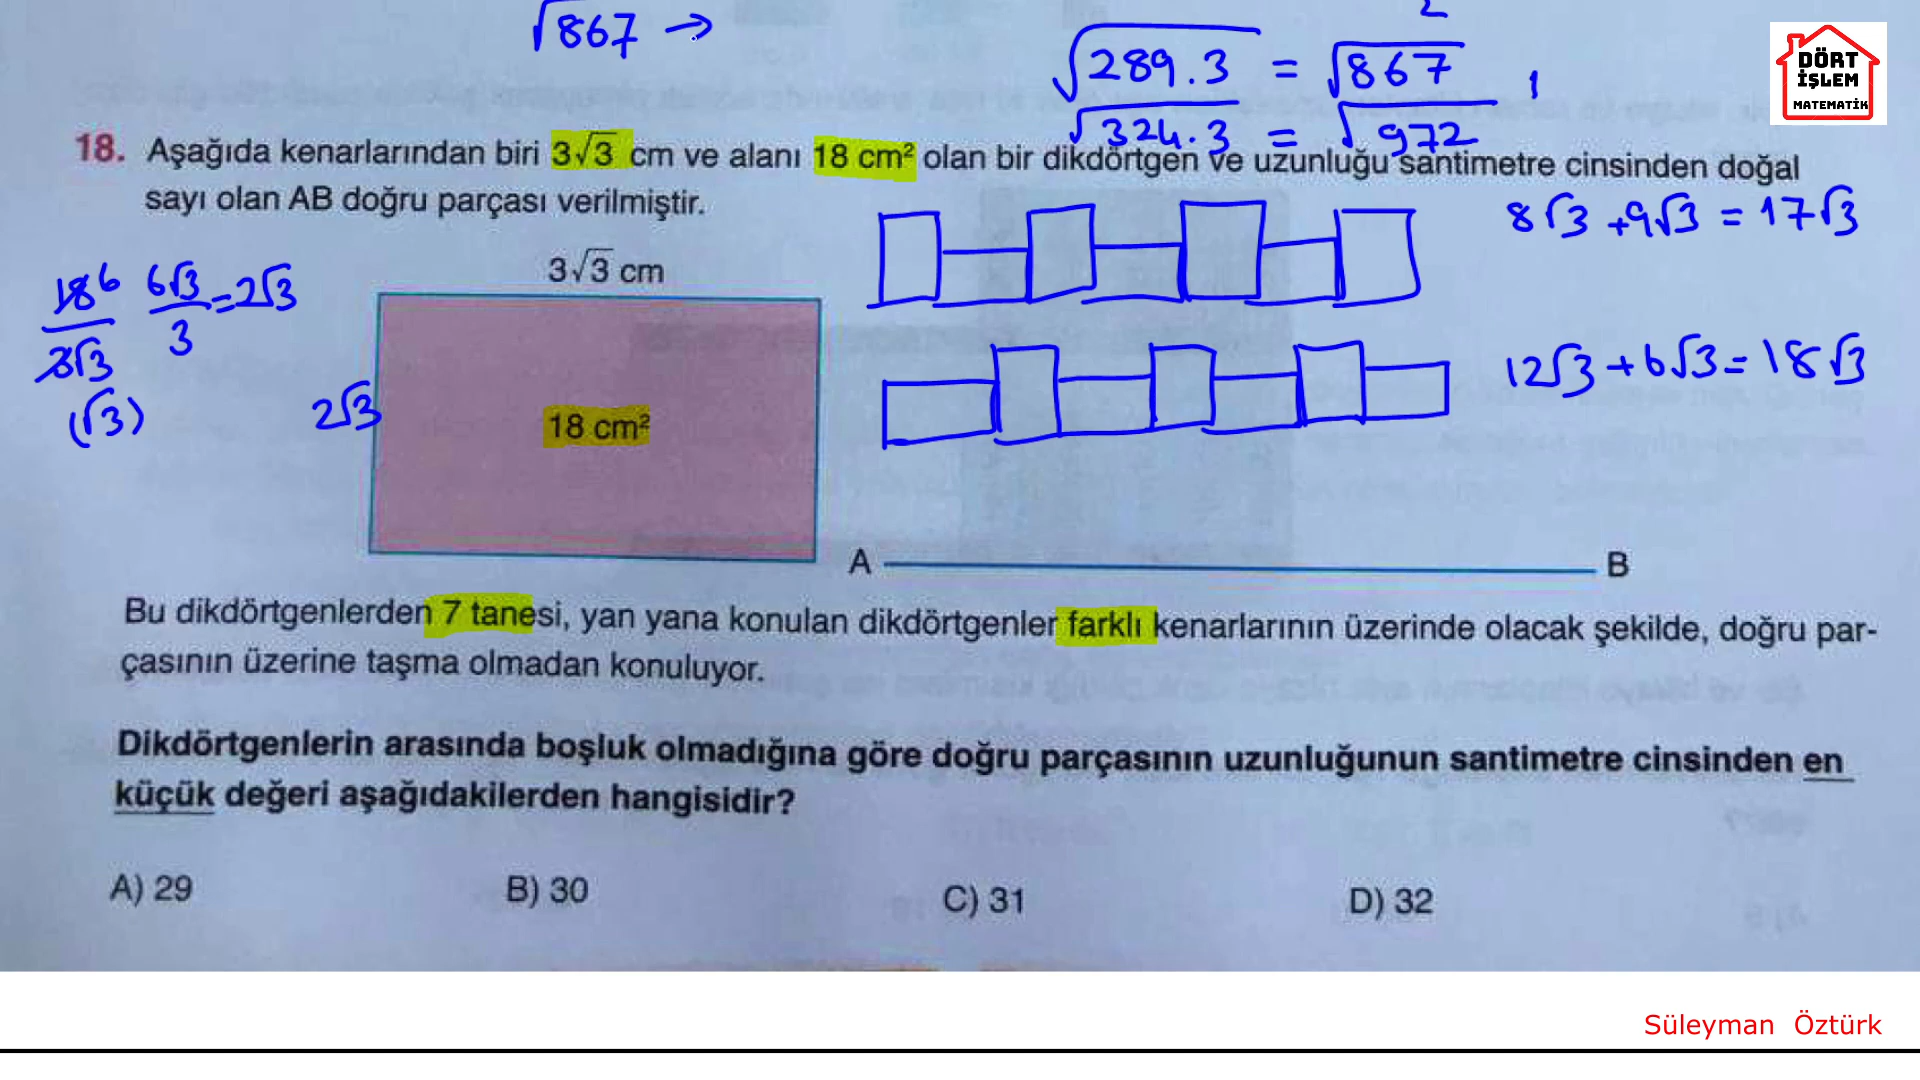 √867 →
2
√289.3 = √867
√324.3 = √972
DÖRT
İŞLEM
MATEMATİK
18. Aşağıda kenarlarından biri 3√3 cm ve alanı 18 cm² olan bir dikdörtgen ve uzunluğu santimetre cinsinden doğal
sayı olan AB doğru parçası verilmiştir.
8√3 + 9√3 = 17√3
3√3 cm
18 6
3√3
(√3)
6√3 / 3 = 2√3
2√3
18 cm²
12√3 + 6√3 = 18√3
A B
Bu dikdörtgenlerden 7 tanesi, yan yana konulan dikdörtgenler farklı kenarlarının üzerinde olacak şekilde, doğru par-
çasının üzerine taşma olmadan konuluyor.
Dikdörtgenlerin arasında boşluk olmadığına göre doğru parçasının uzunluğunun santimetre cinsinden en
küçük değeri aşağıdakilerden hangisidir?
A) 29 B) 30 C) 31 D) 32
Süleyman Öztürk